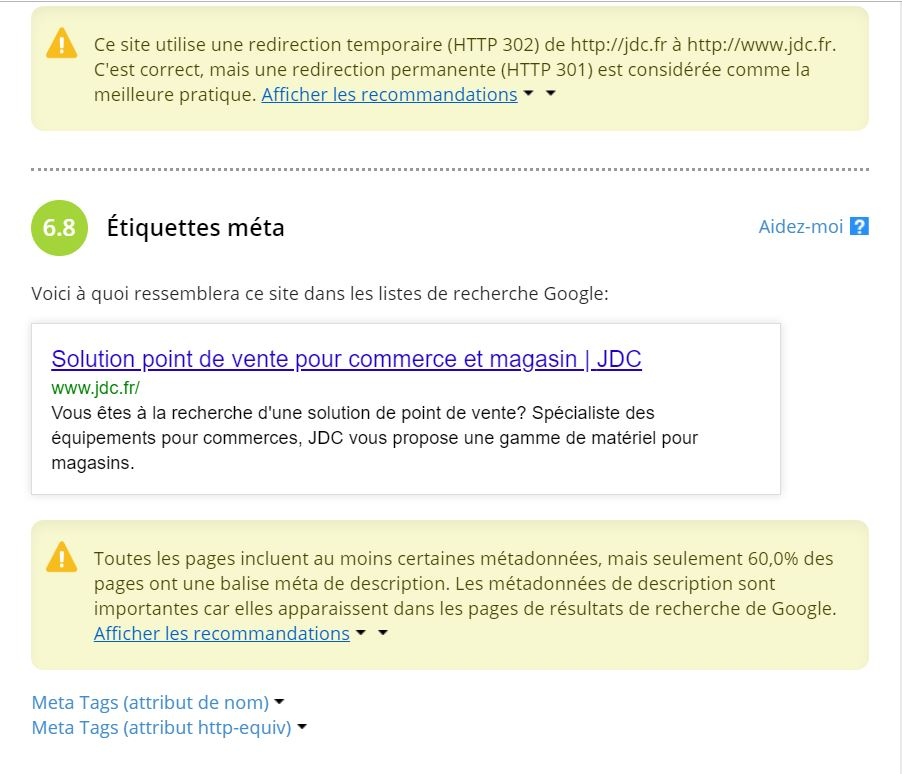 Ce site utilise une redirection temporaire (HTTP 302) de http://jdc.fr à http://www.jdc.fr.
C'est correct, mais une redirection permanente (HTTP 301) est considérée comme la
meilleure pratique. Afficher les recommandations
6.8 Étiquettes méta Aidez-moi ?
Voici à quoi ressemblera ce site dans les listes de recherche Google:
Solution point de vente pour commerce et magasin | JDC
www.jdc.fr/
Vous êtes à la recherche d'une solution de point de vente? Spécialiste des
équipements pour commerces, JDC vous propose une gamme de matériel pour
magasins.
Toutes les pages incluent au moins certaines métadonnées, mais seulement 60,0% des
pages ont une balise méta de description. Les métadonnées de description sont
importantes car elles apparaissent dans les pages de résultats de recherche de Google.
Afficher les recommandations
Meta Tags (attribut de nom)
Meta Tags (attribut http-equiv)